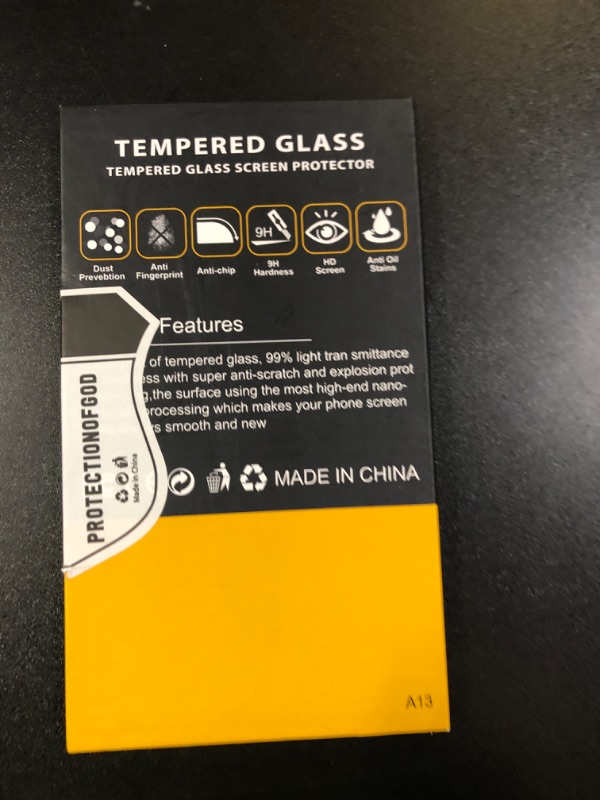 TEMPERED GLASS
TEMPERED GLASS SCREEN PROTECTOR
9H
Dust
Prevebtion
Anti
Fingerprint
Anti-chip
9H
Hardness
HD
Screen
Anti Oil
Stains
Features
of tempered glass, 99% light tran smittance
ess with super anti-scratch and explosion prot
g,the surface using the most high-end nano-
processing which makes your phone screen
s smooth and new
MADE IN CHINA
PROTECTIONOFGOD
Made in China
A13